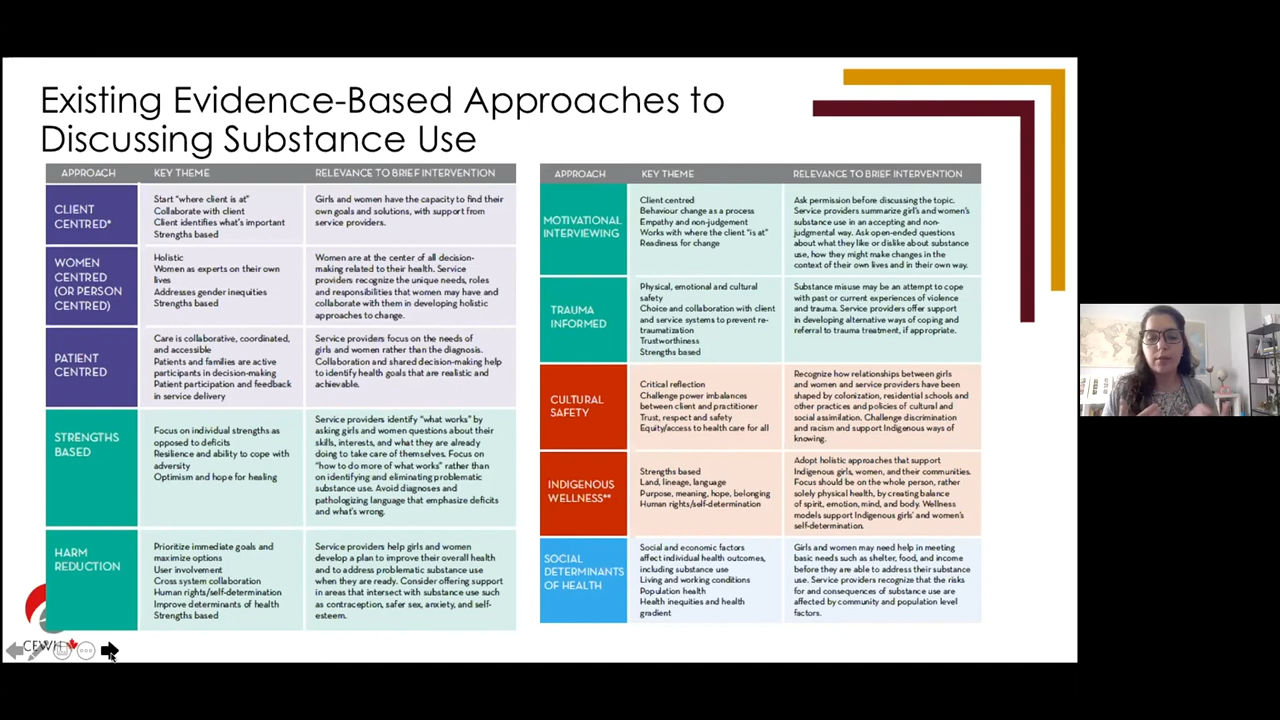 Existing Evidence-Based Approaches to
Discussing Substance Use
APPROACH KEY THEME RELEVANCE TO BRIEF INTERVENTION
CLIENT
CENTRED*
Start “where client is at”
Collaborate with client
Client identifies what’s important
Strengths based
Girls and women have the capacity to find their
own goals and solutions, with support from
service providers.
WOMEN
CENTRED
(OR PERSON
CENTRED)
Holistic
Women as experts on their own
lives
Addresses gender inequities
Strengths based
Women are at the center of all decision-
making related to their health. Service
providers recognize the unique needs, roles
and responsibilities that women may have and
collaborate with them in developing holistic
approaches to change.
PATIENT
CENTRED
Care is collaborative, coordinated,
and accessible
Patients and families are active
participants in decision-making
Patient participation and feedback
in service delivery
Service providers focus on the needs of
girls and women rather than the diagnosis.
Collaboration and shared decision-making help
to identify health goals that are realistic and
achievable.
STRENGTHS
BASED
Focus on individual strengths as
opposed to deficits
Resilience and ability to cope with
adversity
Optimism and hope for healing
Service providers identify “what works” by
asking girls and women questions about their
skills, interests, and what they are already
doing to take care of themselves. Focus on
“how to do more of what works” rather than
on identifying and eliminating problematic
substance use. Avoid diagnoses and
pathologizing language that emphasize deficits
and what’s wrong.
HARM
REDUCTION
Prioritize immediate goals and
maximize options
User involvement
Cross system collaboration
Human rights/self-determination
Improve determinants of health
Strengths based
Service providers help girls and women
develop a plan to improve their overall health
and to address problematic substance use
when they are ready. Consider offering support
in areas that intersect with substance use such
as contraception, safer sex, anxiety, and self-
esteem.
APPROACH KEY THEME RELEVANCE TO BRIEF INTERVENTION
MOTIVATIONAL
INTERVIEWING
Client centred
Behaviour change as a process
Empathy and non-judgement
Works with where the client “is at”
Readiness for change
Ask permission before discussing the topic.
Service providers summarize girl’s and women’s
substance use in an accepting and non-
judgmental way. Ask open-ended questions
about what they like or dislike about substance
use, how they might make changes in the
context of their own lives and in their own way.
TRAUMA
INFORMED
Physical, emotional and cultural
safety
Choice and collaboration with client
and service systems to prevent re-
traumatization
Trustworthiness
Strengths based
Substance misuse may be an attempt to cope
with past or current experiences of violence
and trauma. Service providers offer support
in developing alternative ways of coping and
referral to trauma treatment, if appropriate.
CULTURAL
SAFETY
Critical reflection
Challenge power imbalances
between client and practitioner
Trust, respect and safety
Equity/access to health care for all
Recognize how relationships between girls
and women and service providers have been
shaped by colonization, residential schools and
other practices and policies of cultural and
social assimilation. Challenge discrimination
and racism and support Indigenous ways of
knowing.
INDIGENOUS
WELLNESS**
Strengths based
Land, lineage, language
Purpose, meaning, hope, belonging
Human rights/self-determination
Adopt holistic approaches that support
Indigenous girls, women, and their communities.
Focus should be on the whole person, rather
solely physical health, by creating balance
of spirit, emotion, mind, and body. Wellness
models support Indigenous girls’ and women’s
self-determination.
SOCIAL
DETERMINANTS
OF HEALTH
Social and economic factors
affect individual health outcomes,
including substance use
Living and working conditions
Population health
Health inequities and health
gradient
Girls and women may need help in meeting
basic needs such as shelter, food, and income
before they are able to address their substance
use. Service providers recognize that the risks
for and consequences of substance use are
affected by community and population level
factors.
CEWH